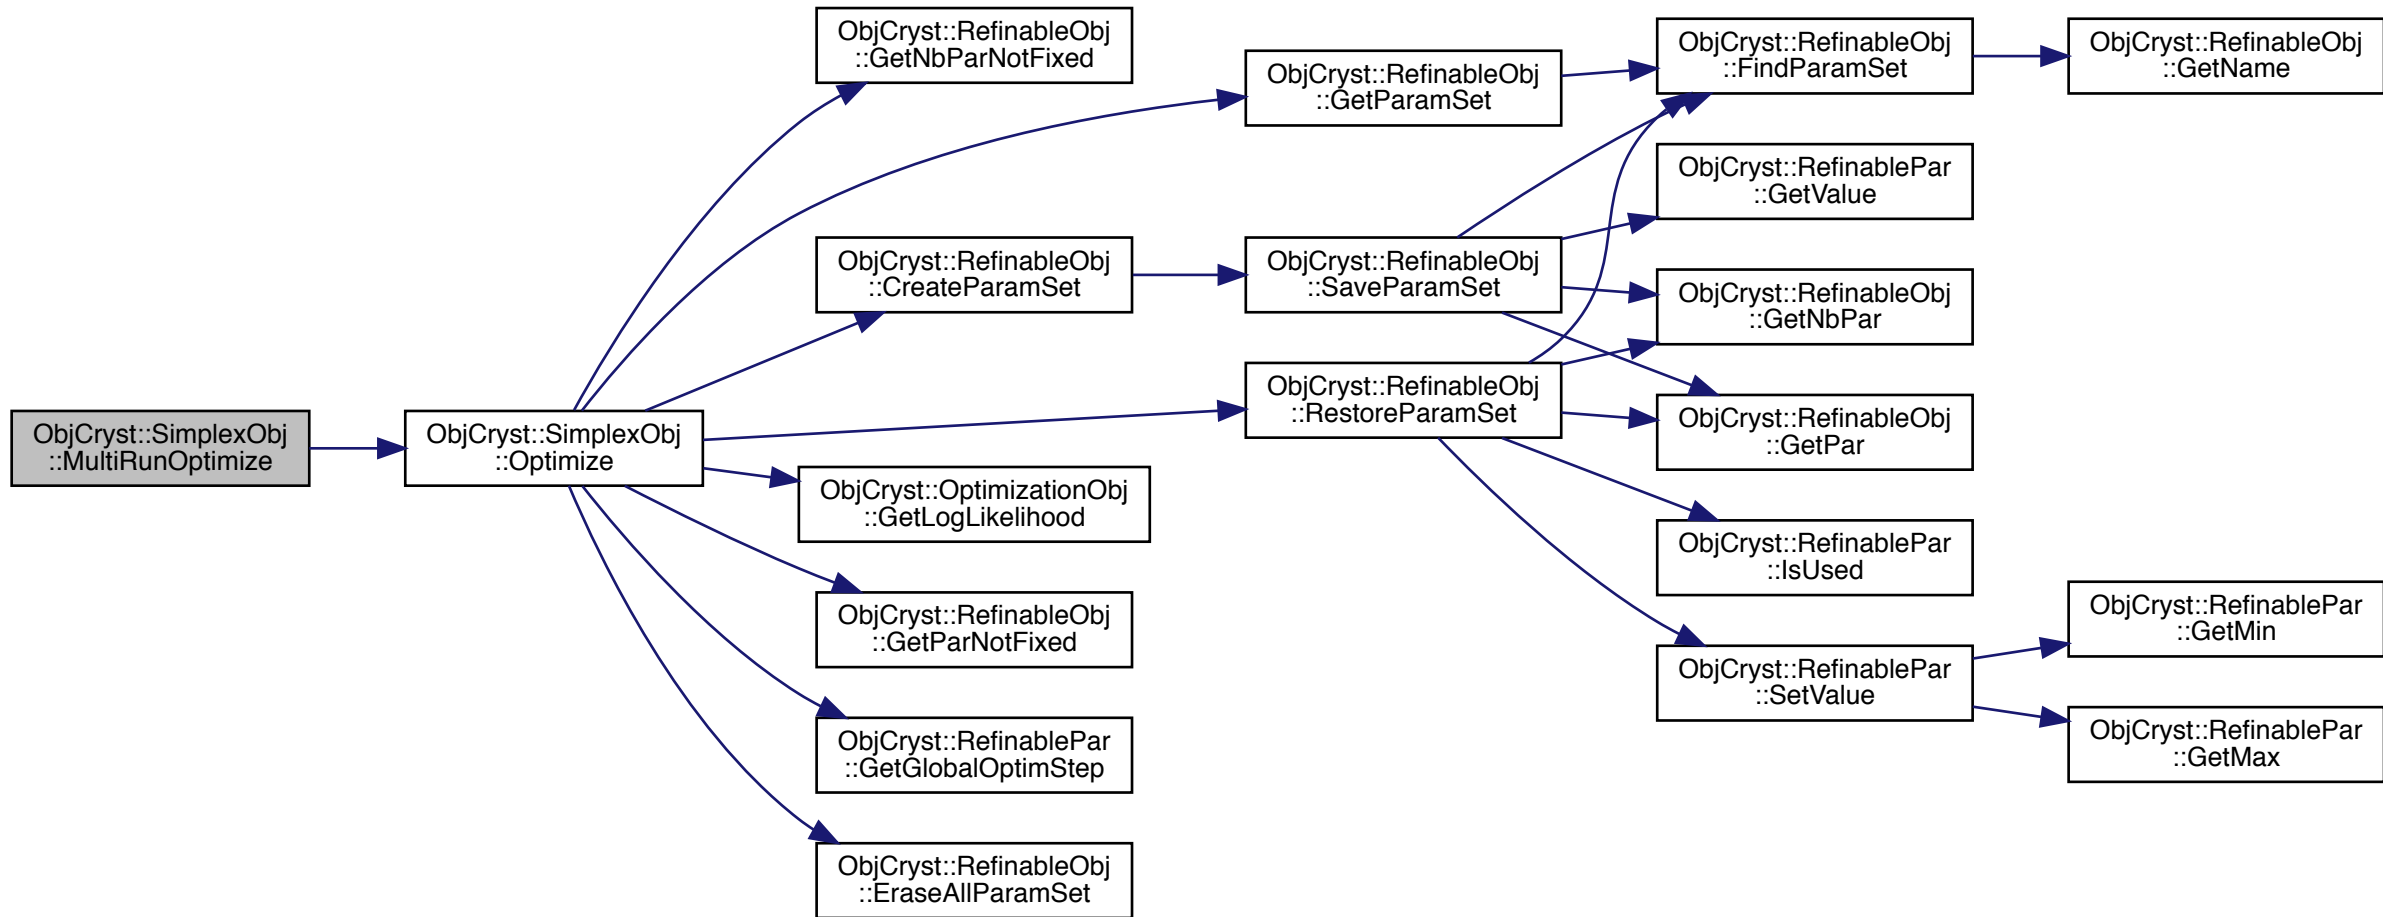 ObjCryst::SimplexObj
::MultiRunOptimize
ObjCryst::SimplexObj
::Optimize
ObjCryst::RefinableObj
::GetNbParNotFixed
ObjCryst::RefinableObj
::CreateParamSet
ObjCryst::OptimizationObj
::GetLogLikelihood
ObjCryst::RefinableObj
::GetParNotFixed
ObjCryst::RefinablePar
::GetGlobalOptimStep
ObjCryst::RefinableObj
::EraseAllParamSet
ObjCryst::RefinableObj
::GetParamSet
ObjCryst::RefinableObj
::SaveParamSet
ObjCryst::RefinableObj
::RestoreParamSet
ObjCryst::RefinableObj
::FindParamSet
ObjCryst::RefinablePar
::GetValue
ObjCryst::RefinableObj
::GetNbPar
ObjCryst::RefinableObj
::GetPar
ObjCryst::RefinablePar
::IsUsed
ObjCryst::RefinablePar
::SetValue
ObjCryst::RefinableObj
::GetName
ObjCryst::RefinablePar
::GetMin
ObjCryst::RefinablePar
::GetMax